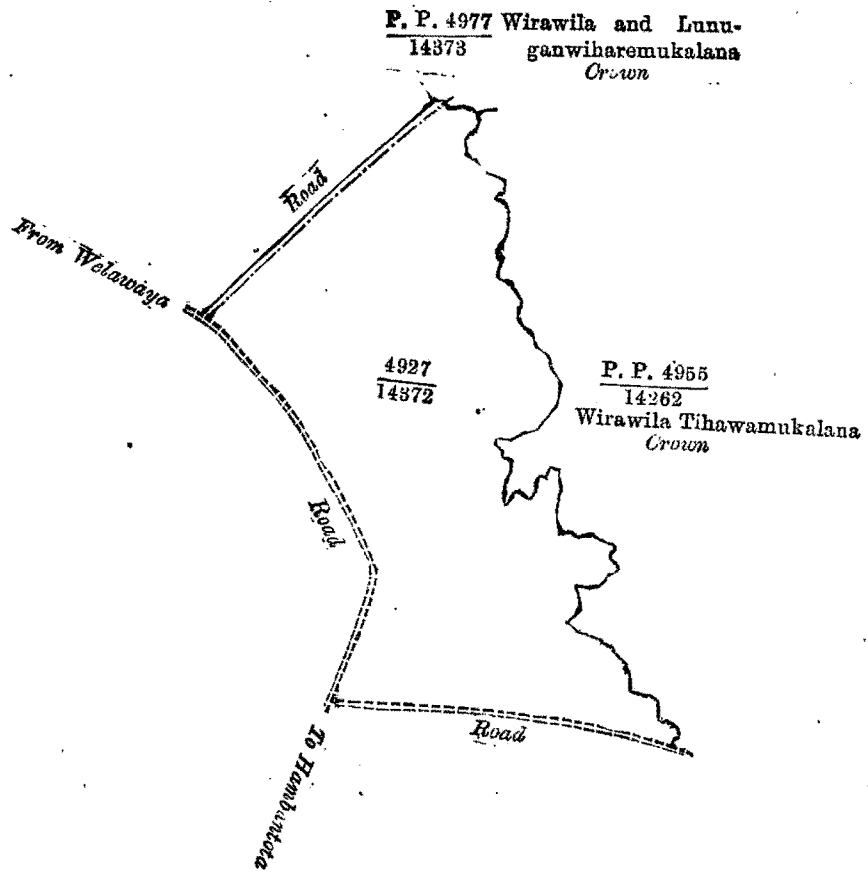 P. P. 4977 Wirawila and Lunu-
14373 ganwiharemukalana
Crown
Road
From Welawaya
4927
14372
P. P. 4955
14262
Wirawila Tihawamukalana
Crown
Road
Road
To Hambantota